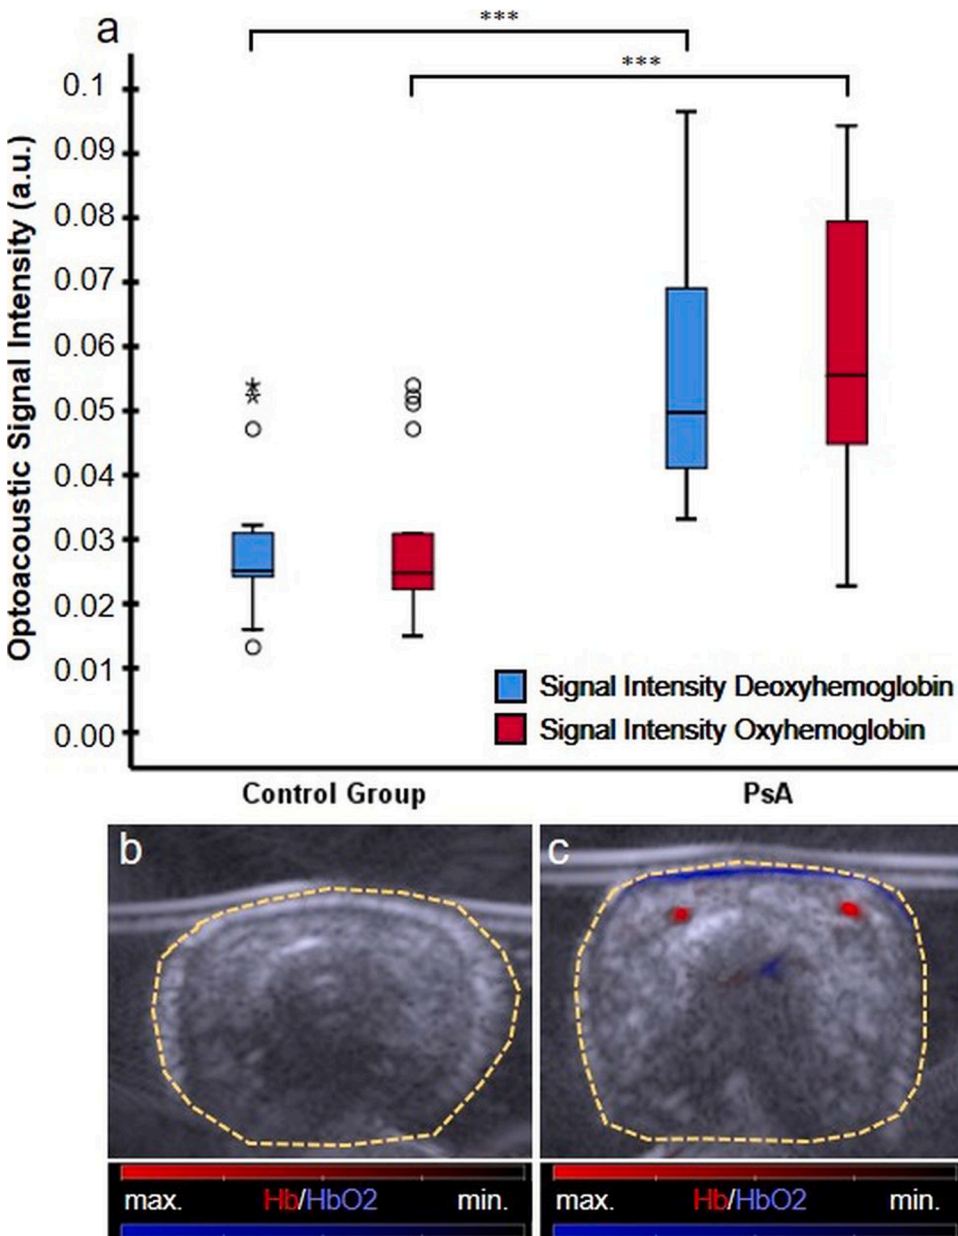 a
***
***
0.1
0.09
0.08
0.07
0.06
0.05
0.04
0.03
0.02
0.01
0.00
Optoacoustic Signal Intensity (a.u.)
Signal Intensity Deoxyhemoglobin
Signal Intensity Oxyhemoglobin
Control Group PsA
b c
max. Hb/HbO2 min. max. Hb/HbO2 min.